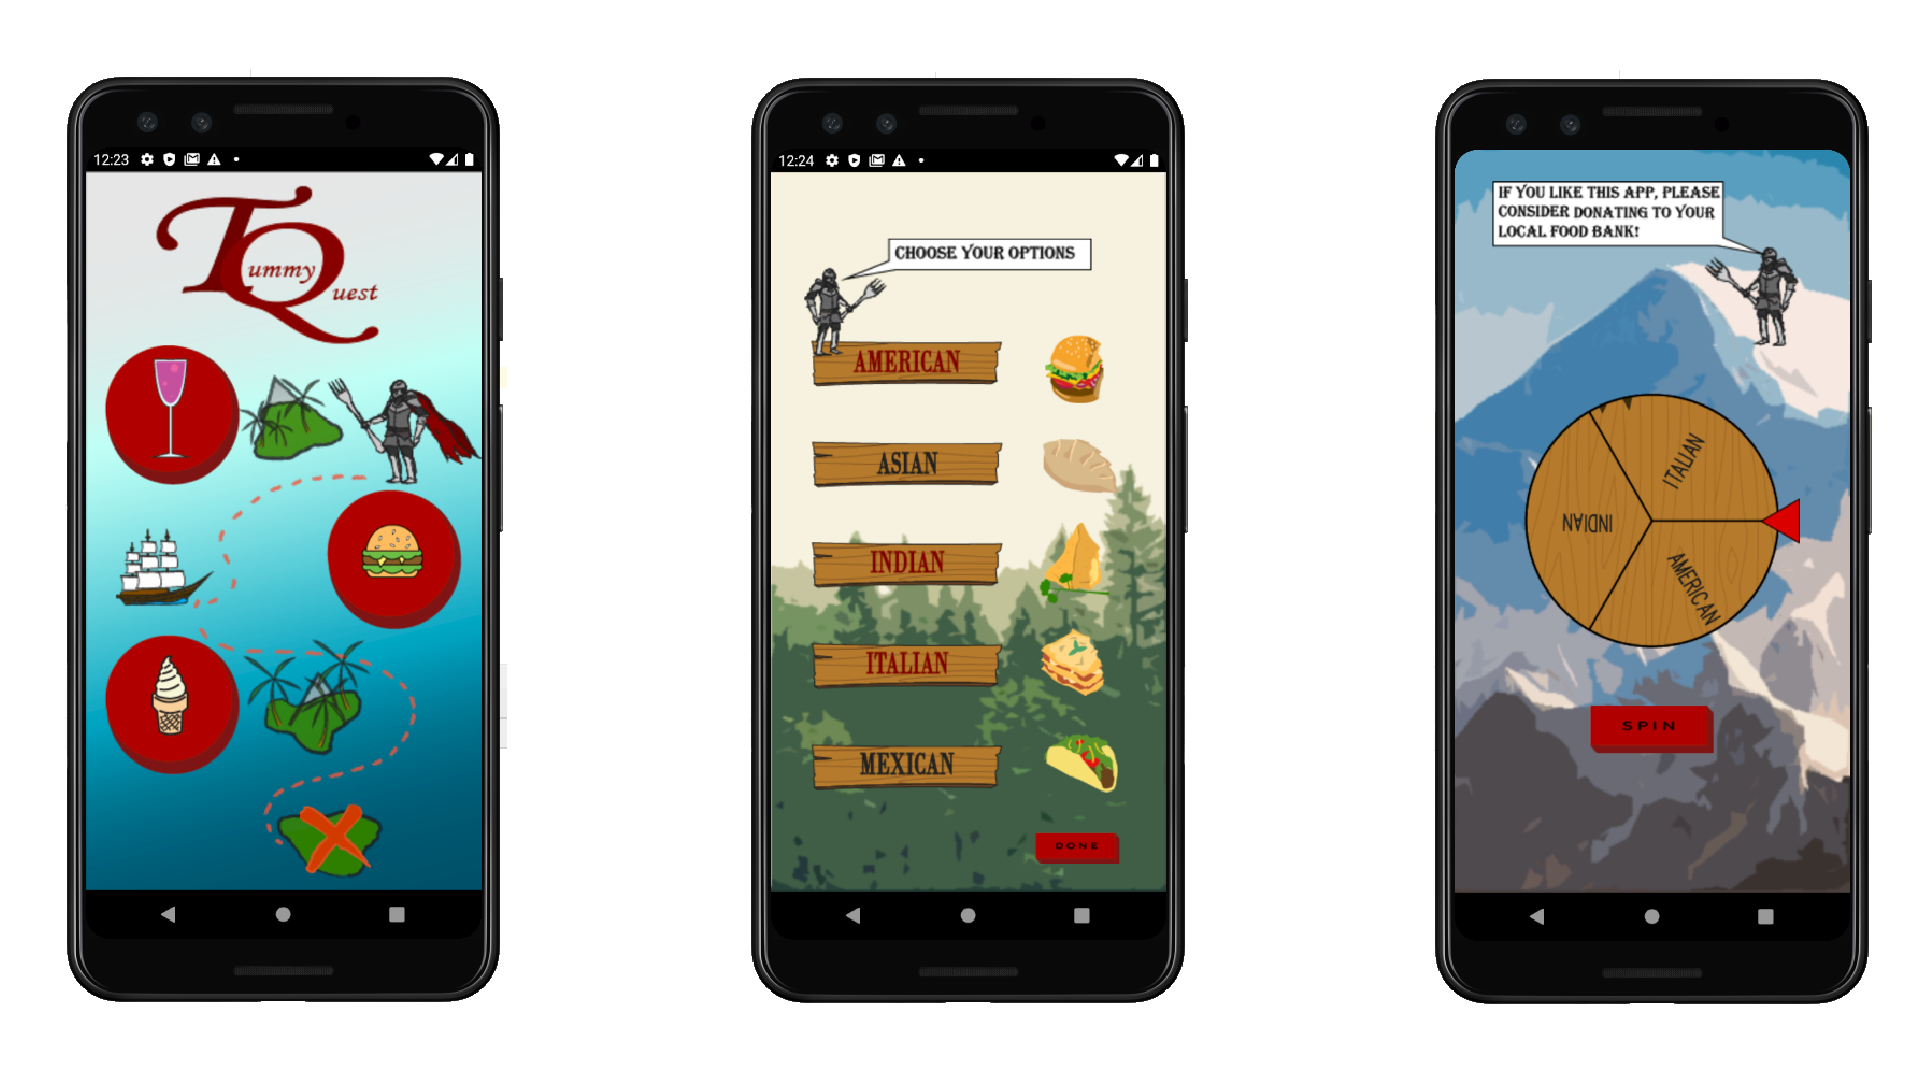 12:23
Tummy
Quest
12:24
CHOOSE YOUR OPTIONS
AMERICAN
ASIAN
INDIAN
ITALIAN
MEXICAN
DONE
IF YOU LIKE THIS APP, PLEASE
CONSIDER DONATING TO YOUR
LOCAL FOOD BANK!
ITALIAN
INDIAN
AMERICAN
SPIN